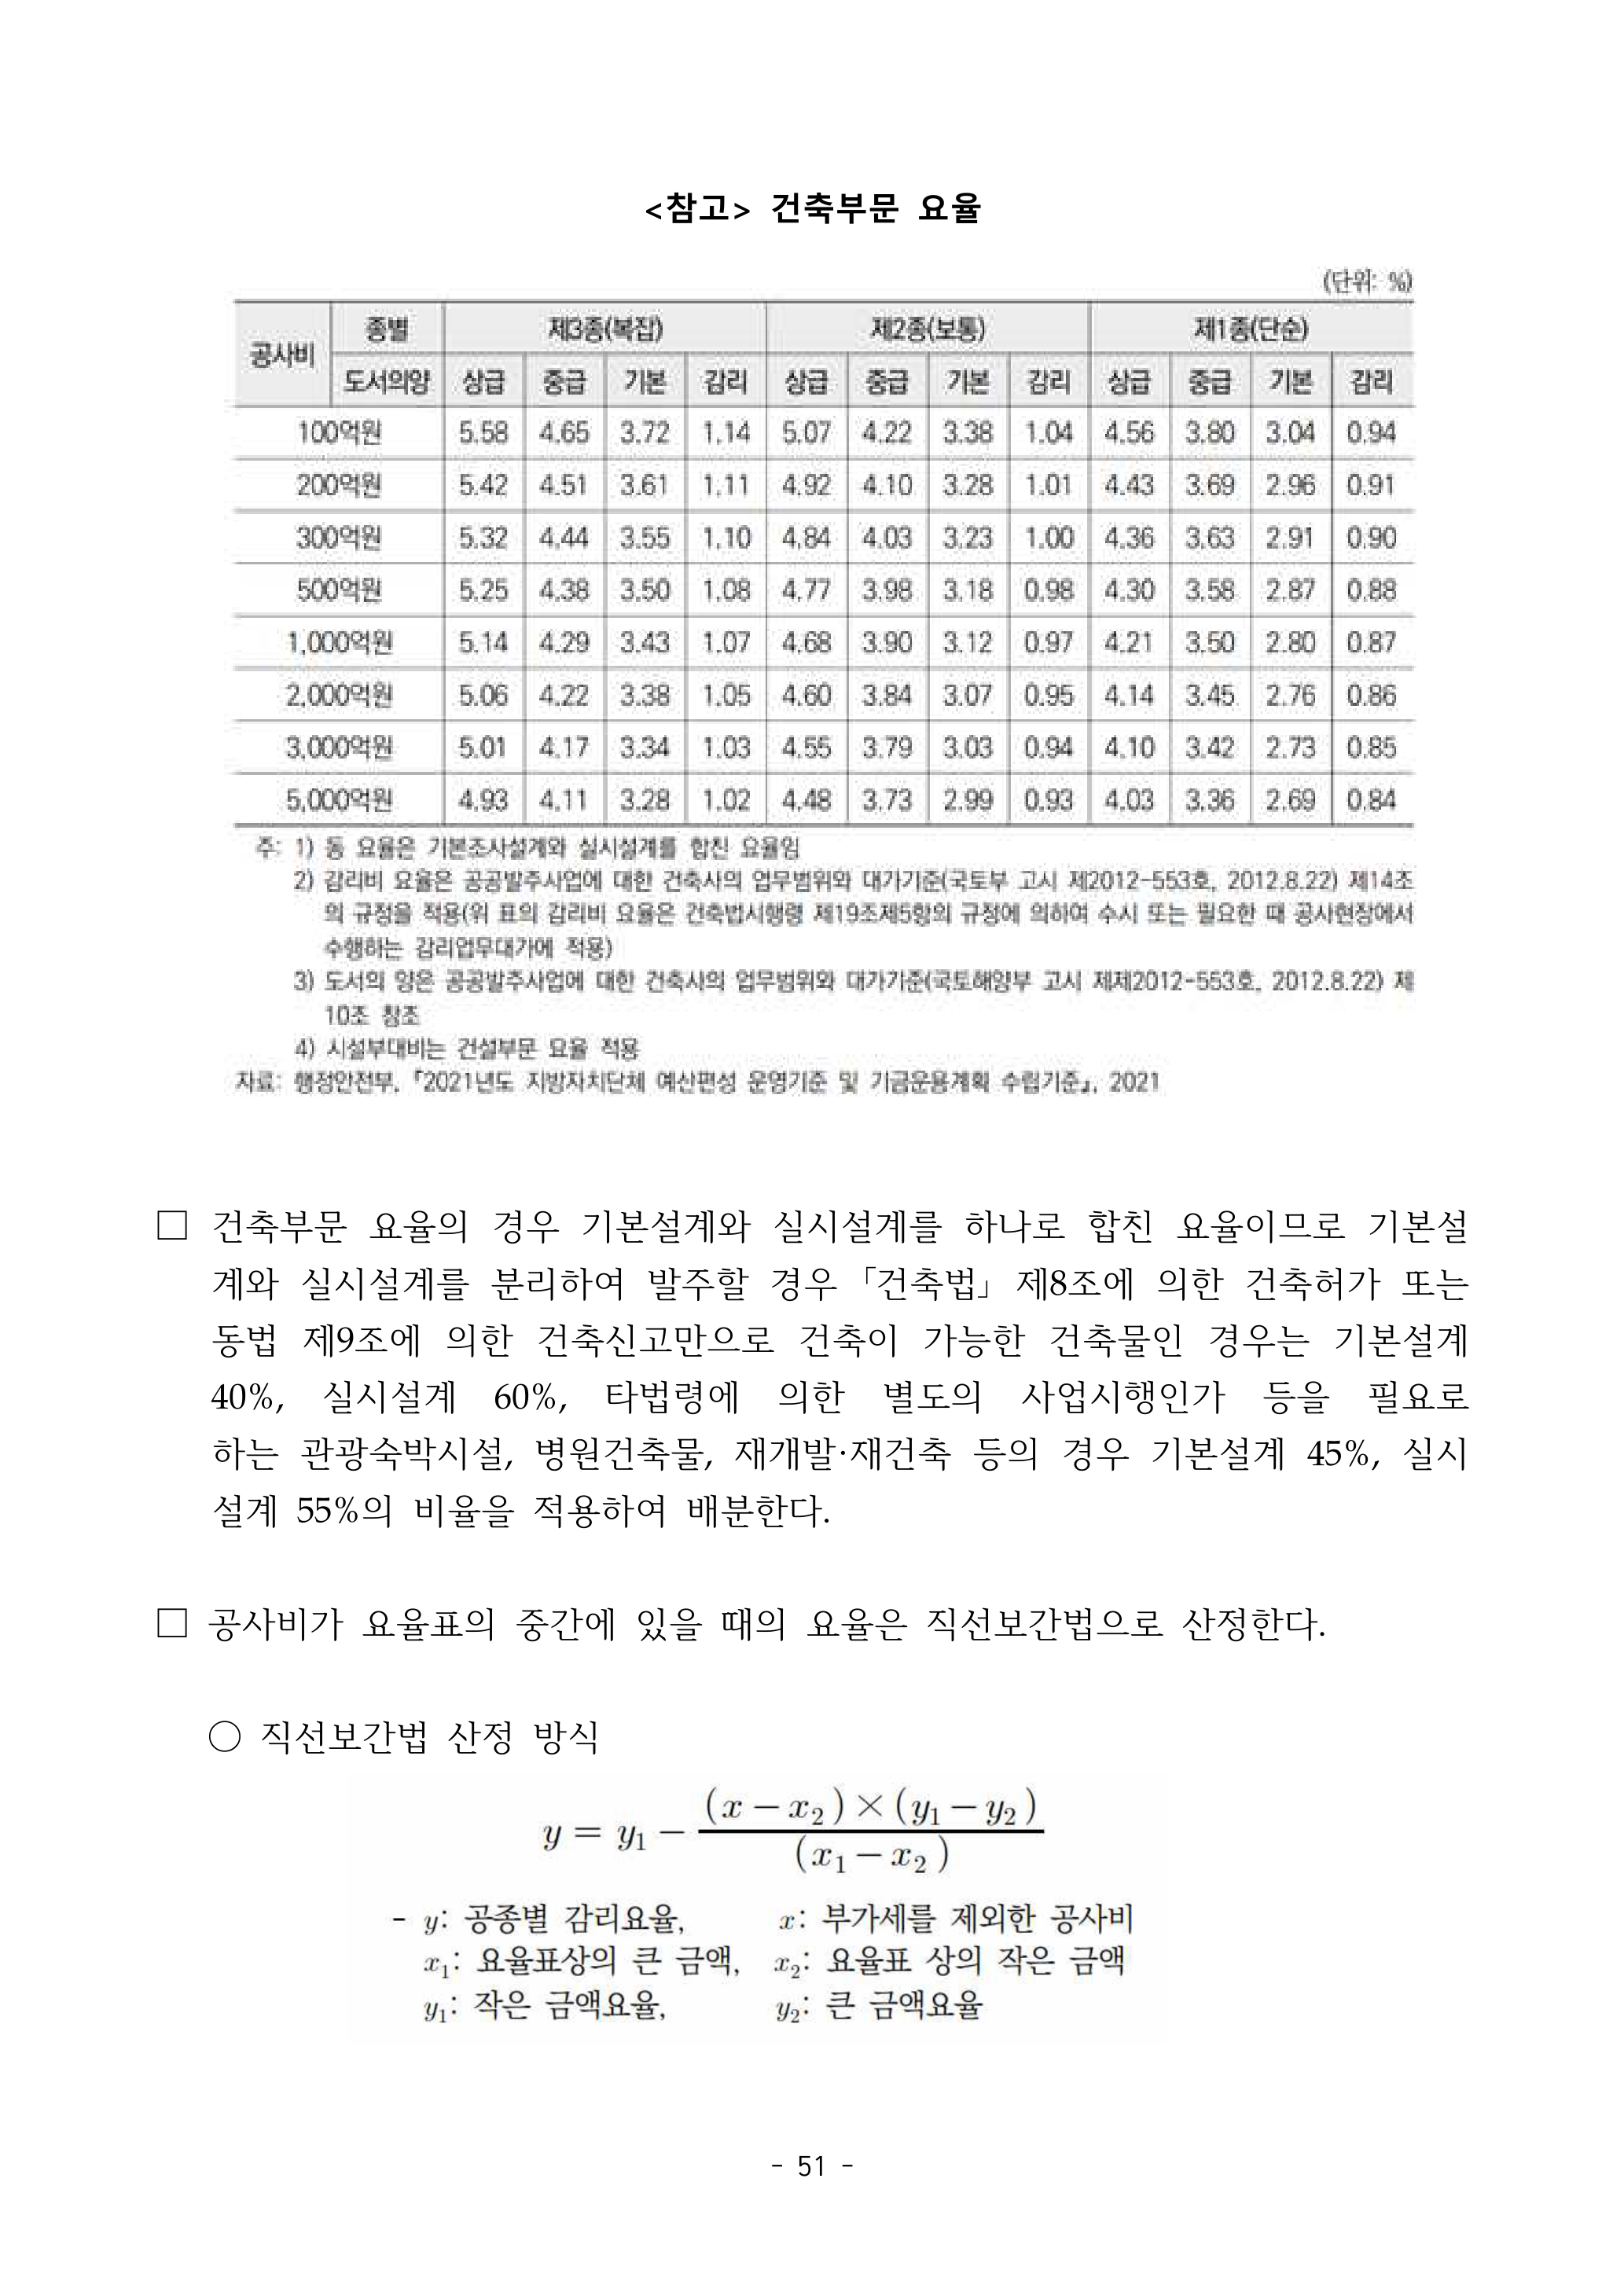 <참고> 건축부문 요율
(단위: %)
공사비 종별 제3종(복잡) 제2종(보통) 제1종(단순)
도서의양 상급 중급 기본 감리 상급 중급 기본 감리 상급 중급 기본 감리
100억원 5.58 4.65 3.72 1.14 5.07 4.22 3.38 1.04 4.56 3.80 3.04 0.94
200억원 5.42 4.51 3.61 1.11 4.92 4.10 3.28 1.01 4.43 3.69 2.96 0.91
300억원 5.32 4.44 3.55 1.10 4.84 4.03 3.23 1.00 4.36 3.63 2.91 0.90
500억원 5.25 4.38 3.50 1.08 4.77 3.98 3.18 0.98 4.30 3.58 2.87 0.88
1,000억원 5.14 4.29 3.43 1.07 4.68 3.90 3.12 0.97 4.21 3.50 2.80 0.87
2,000억원 5.06 4.22 3.38 1.05 4.60 3.84 3.07 0.95 4.14 3.45 2.76 0.86
3,000억원 5.01 4.17 3.34 1.03 4.55 3.79 3.03 0.94 4.10 3.42 2.73 0.85
5,000억원 4.93 4.11 3.28 1.02 4.48 3.73 2.99 0.93 4.03 3.36 2.69 0.84
주: 1) 동 요율은 기본조사설계와 실시설계를 합친 요율임
2) 감리비 요율은 공공발주사업에 대한 건축사의 업무범위와 대가기준(국토부 고시 제2012-553호, 2012.8.22) 제14조
의 규정을 적용(위 표의 감리비 요율은 건축법시행령 제19조제5항의 규정에 의하여 수시 또는 필요한 때 공사현장에서
수행하는 감리업무대가에 적용)
3) 도서의 양은 공공발주사업에 대한 건축사의 업무범위와 대가기준(국토해양부 고시 제제2012-553호, 2012.8.22) 제
10조 참조
4) 시설부대비는 건설부문 요율 적용
자료: 행정안전부, 「2021년도 지방자치단체 예산편성 운영기준 및 기금운용계획 수립기준」, 2021
□ 건축부문 요율의 경우 기본설계와 실시설계를 하나로 합친 요율이므로 기본설
계와 실시설계를 분리하여 발주할 경우 「건축법」 제8조에 의한 건축허가 또는
동법 제9조에 의한 건축신고만으로 건축이 가능한 건축물인 경우는 기본설계
40%, 실시설계 60%, 타법령에 의한 별도의 사업시행인가 등을 필요로
하는 관광숙박시설, 병원건축물, 재개발·재건축 등의 경우 기본설계 45%, 실시
설계 55%의 비율을 적용하여 배분한다.
□ 공사비가 요율표의 중간에 있을 때의 요율은 직선보간법으로 산정한다.
○ 직선보간법 산정 방식
y = y₁ − (x − x₂) × (y₁ − y₂) / (x₁ − x₂)
- y: 공종별 감리요율, x: 부가세를 제외한 공사비
x₁: 요율표상의 큰 금액, x₂: 요율표 상의 작은 금액
y₁: 작은 금액요율, y₂: 큰 금액요율
- 51 -